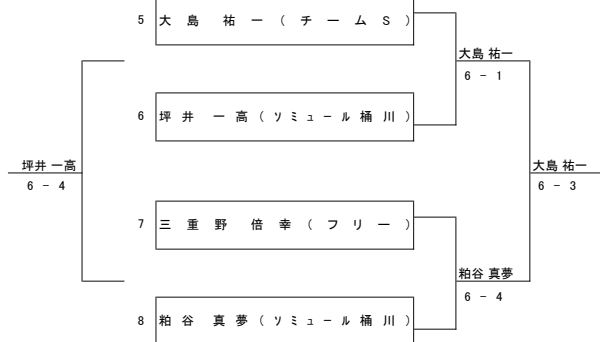 5 大島 祐一(チームS)
大島 祐一
6 - 1
6 坪井 一高(ソミュール桶川)
坪井 一高
6 - 4
大島 祐一
6 - 3
7 三重野 倍幸(フリー)
粕谷 真夢
6 - 4
8 粕谷 真夢(ソミュール桶川)